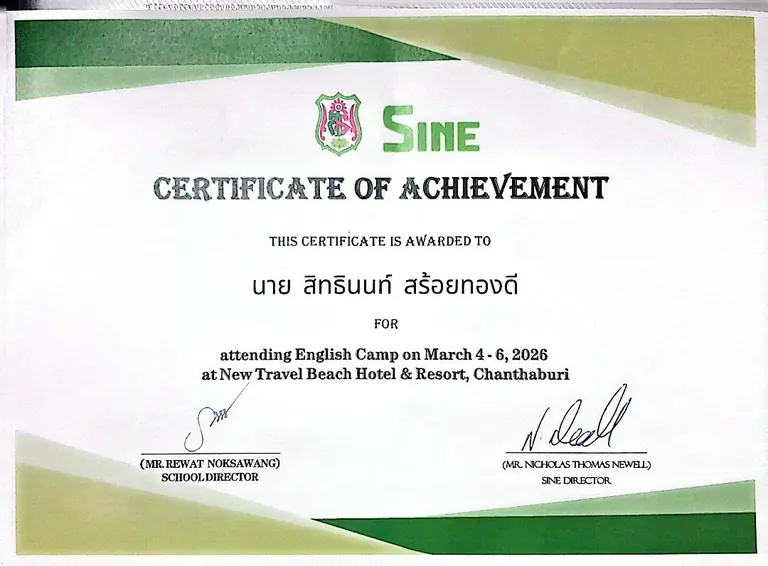 SINE
CERTIFICATE OF ACHIEVEMENT
THIS CERTIFICATE IS AWARDED TO
นาย สิทธินนท์ สร้อยทองดี
FOR
attending English Camp on March 4 - 6, 2026
at New Travel Beach Hotel & Resort, Chanthaburi
(MR. REWAT NOKSAWANG) (MR. NICHOLAS THOMAS NEWELL)
SCHOOL DIRECTOR SINE DIRECTOR